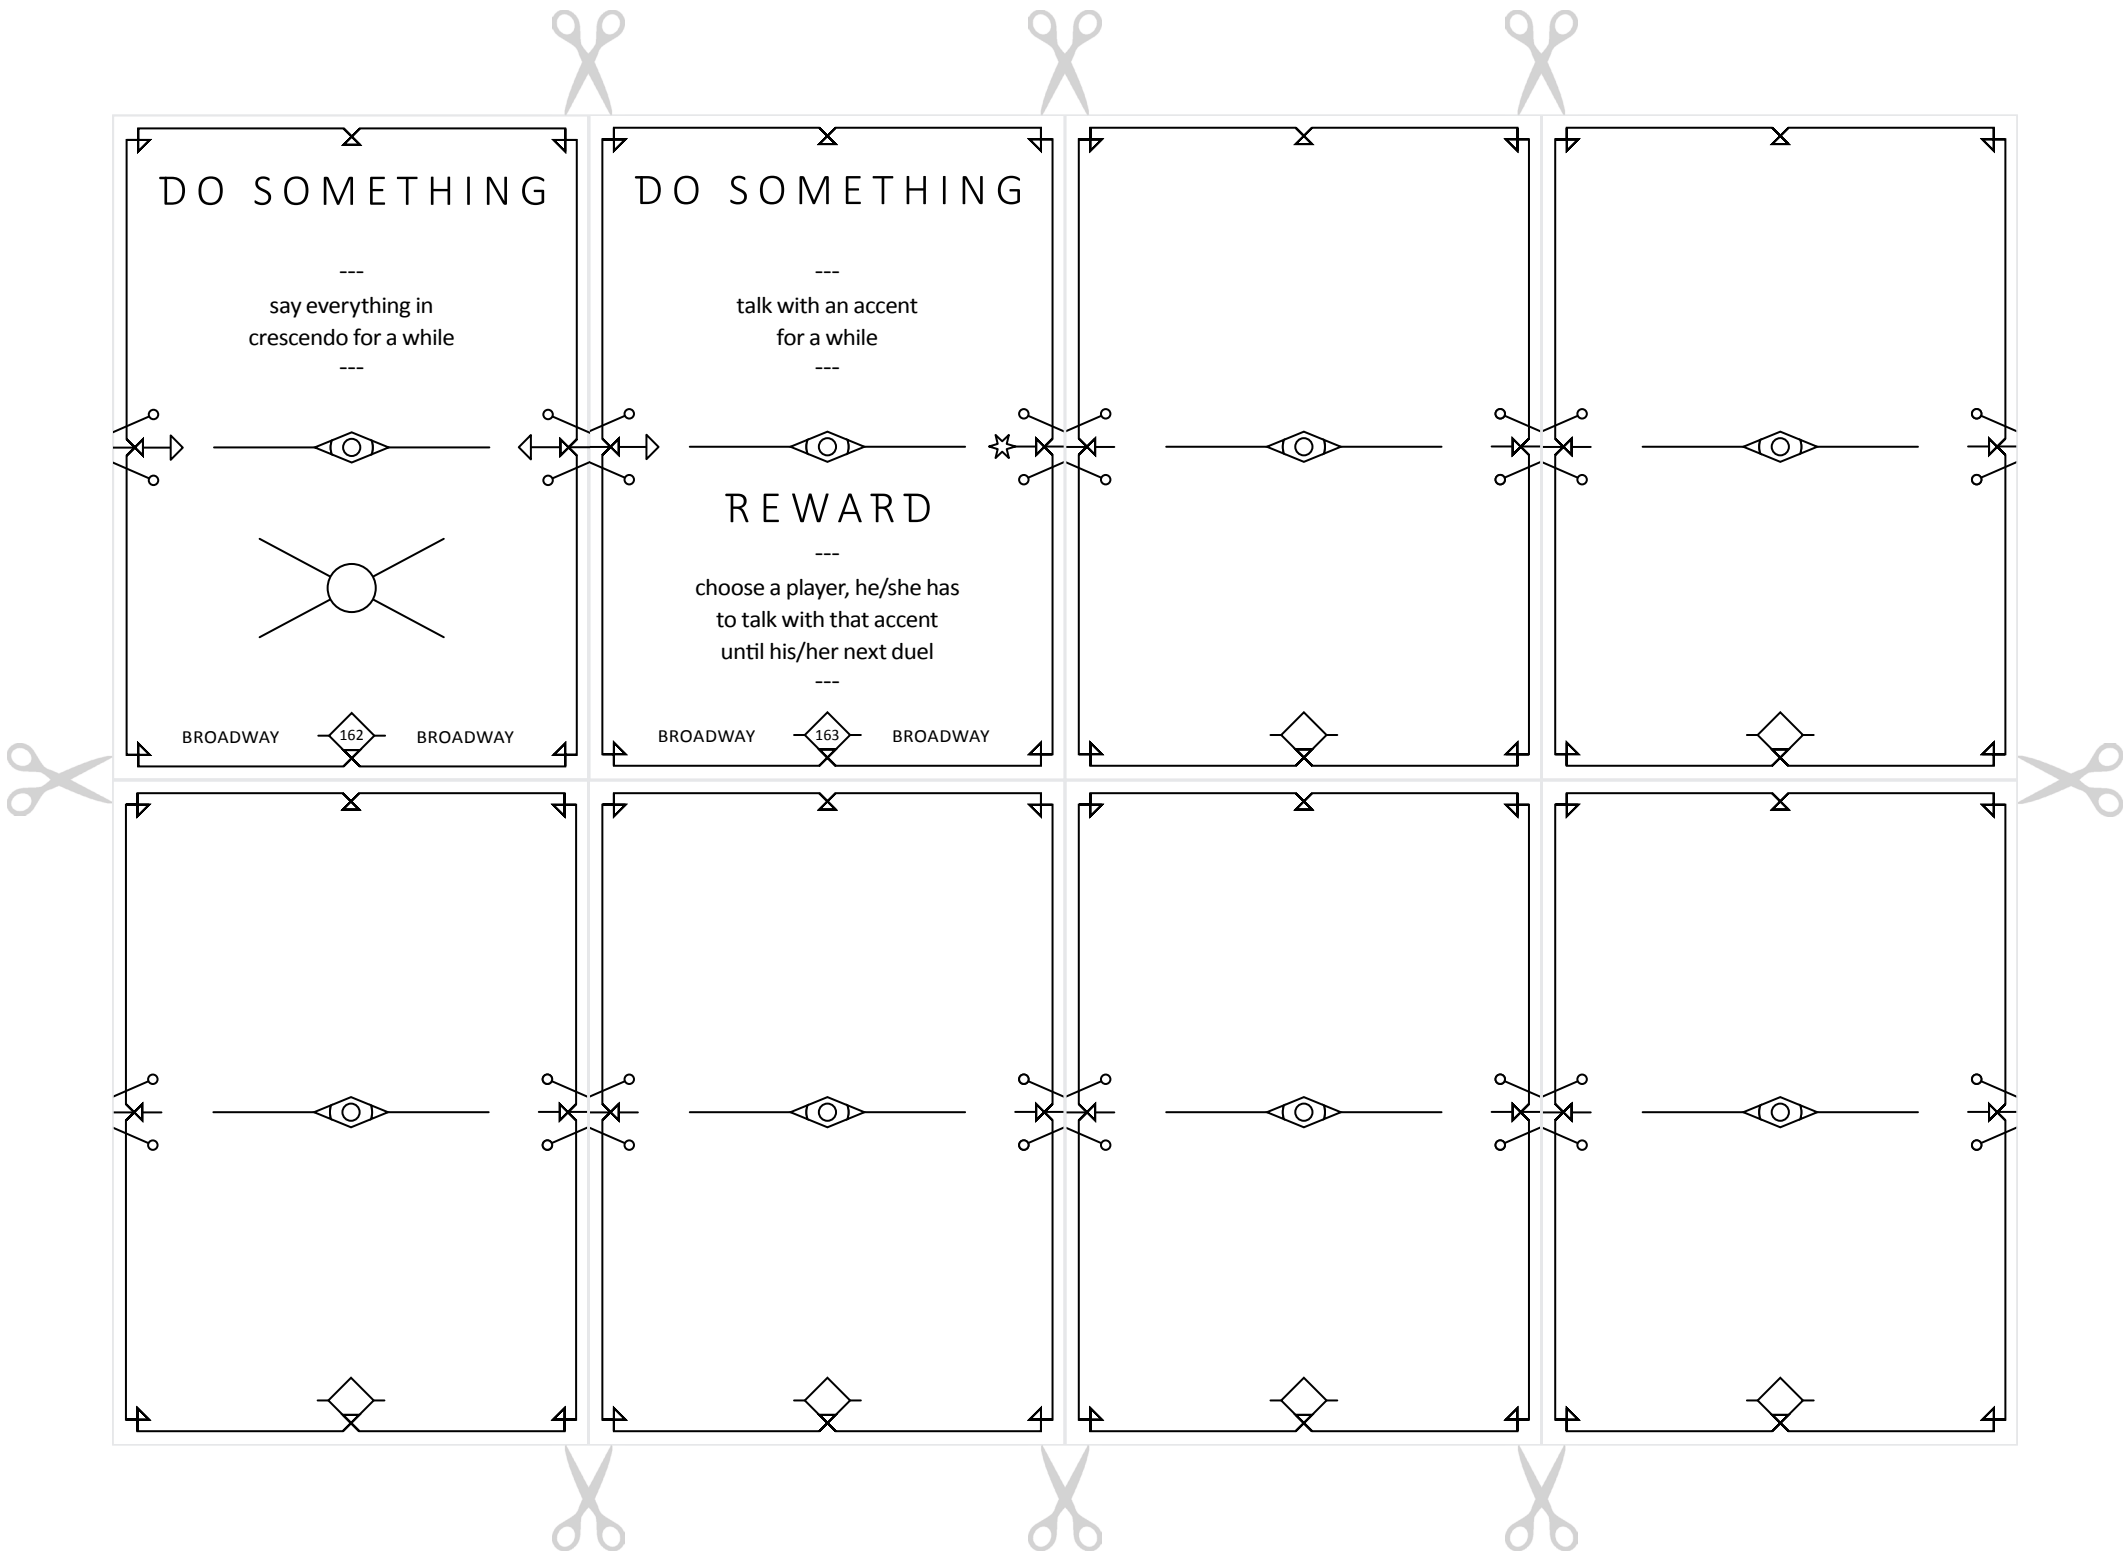 DO SOMETHING
---
say everything in
crescendo for a while
---
BROADWAY 162 BROADWAY
DO SOMETHING
---
talk with an accent
for a while
---
REWARD
---
choose a player, he/she has
to talk with that accent
until his/her next duel
---
BROADWAY 163 BROADWAY